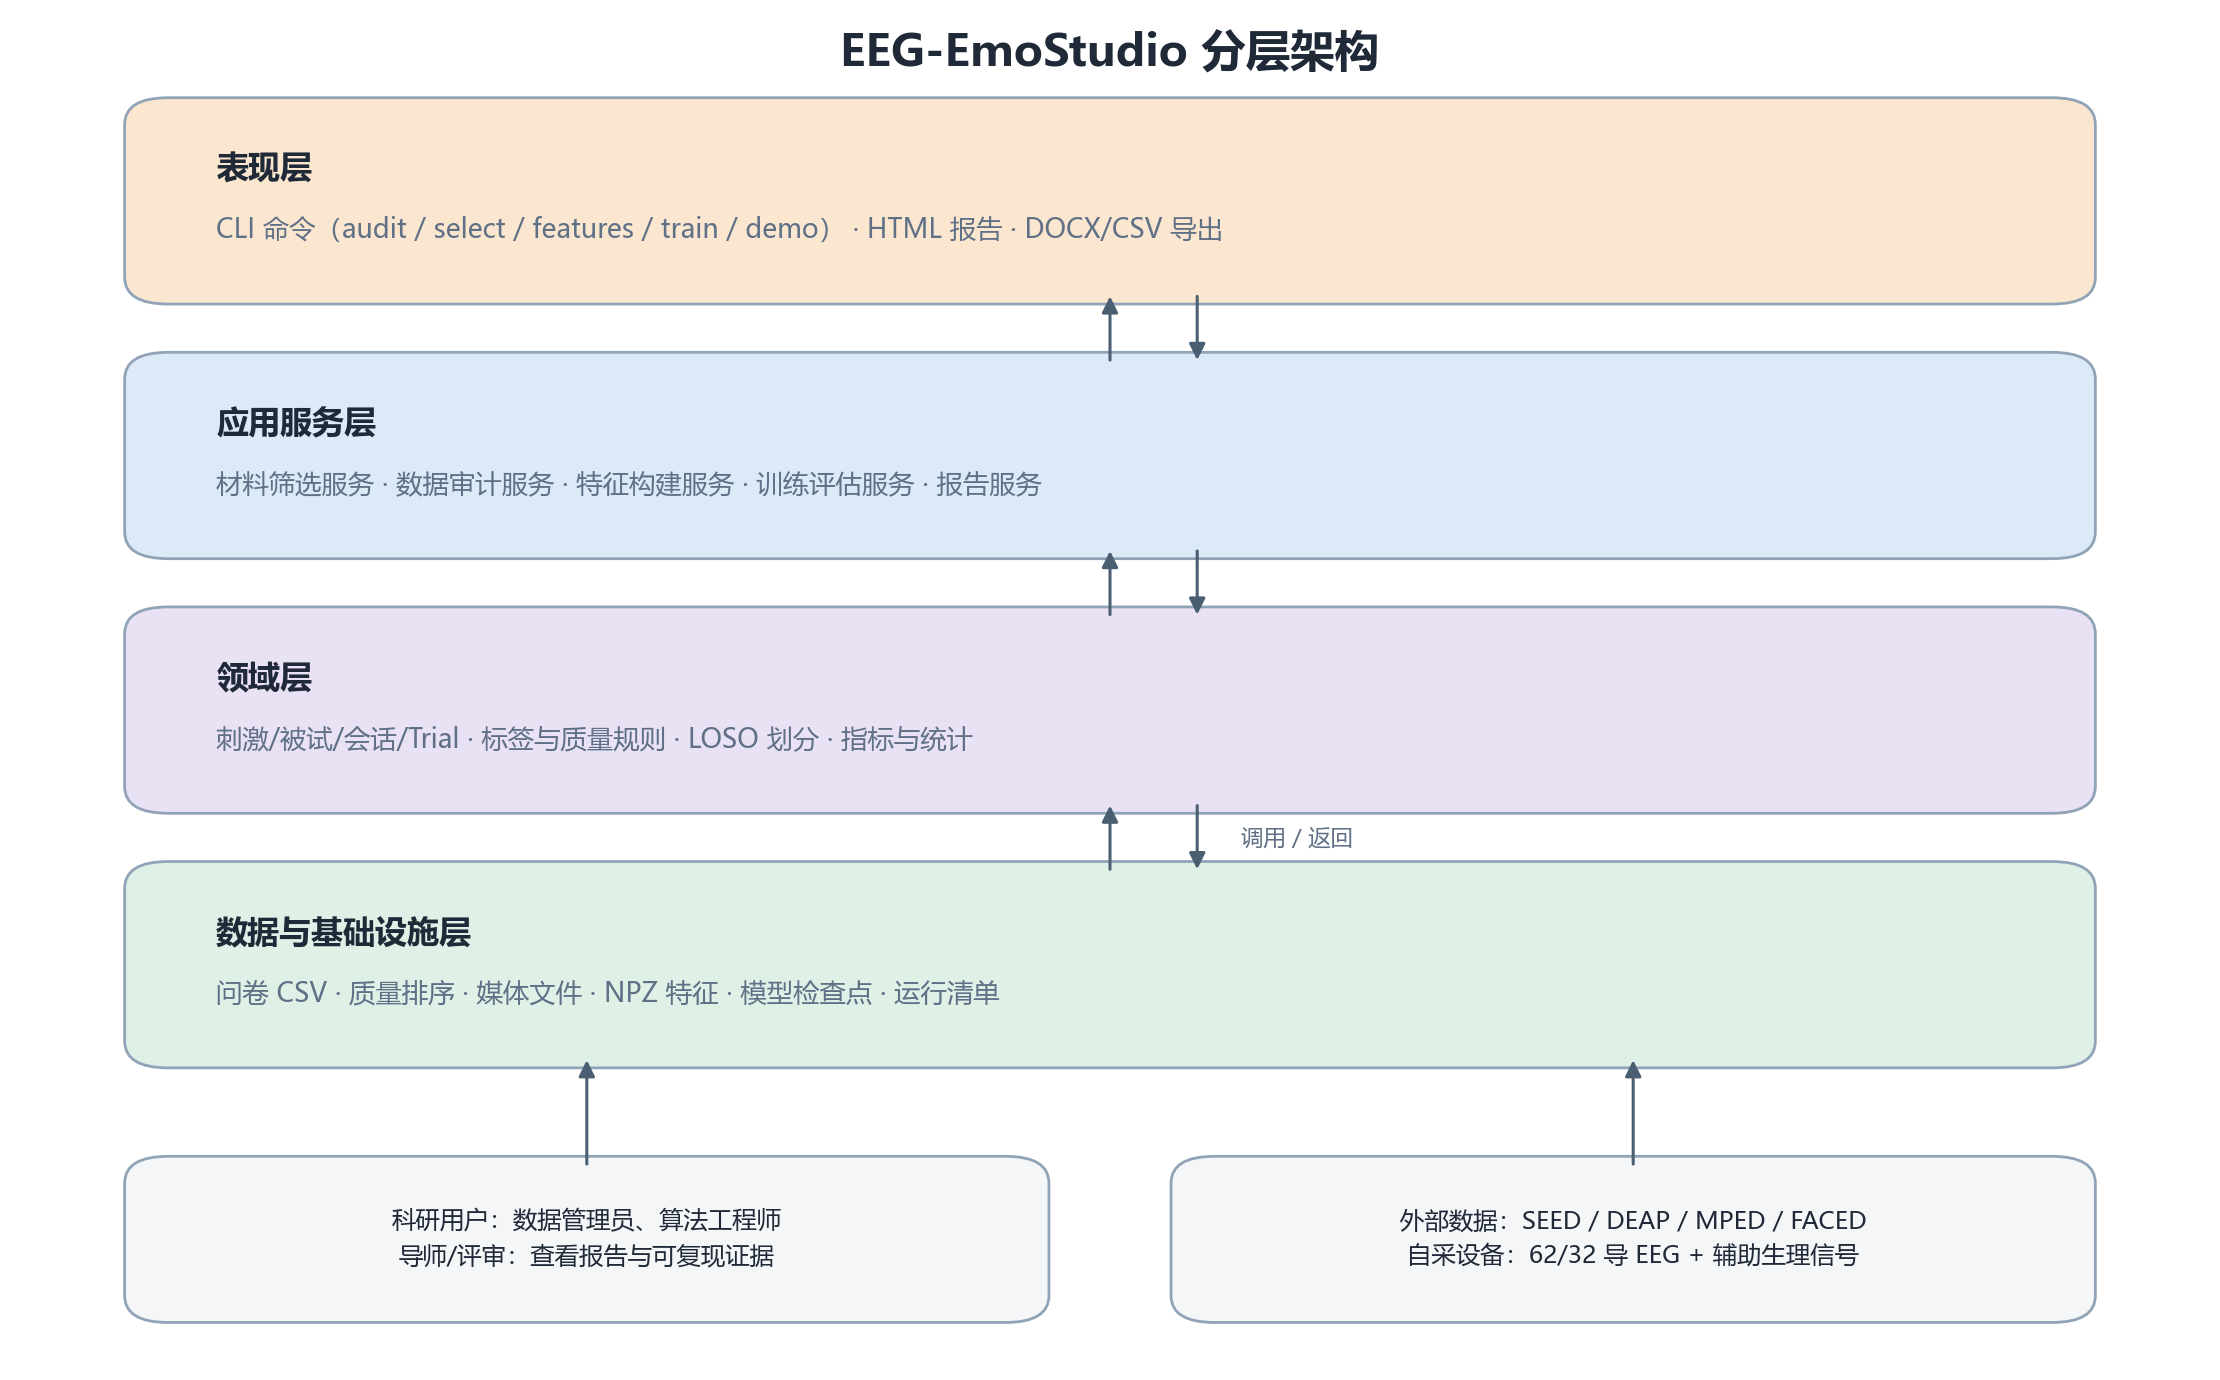 EEG-EmoStudio 分层架构
表现层
CLI 命令（audit / select / features / train / demo） · HTML 报告 · DOCX/CSV 导出
应用服务层
材料筛选服务 · 数据审计服务 · 特征构建服务 · 训练评估服务 · 报告服务
领域层
刺激/被试/会话/Trial · 标签与质量规则 · LOSO 划分 · 指标与统计
调用 / 返回
数据与基础设施层
问卷 CSV · 质量排序 · 媒体文件 · NPZ 特征 · 模型检查点 · 运行清单
科研用户：数据管理员、算法工程师
导师/评审：查看报告与可复现证据
外部数据：SEED / DEAP / MPED / FACED
自采设备：62/32 导 EEG + 辅助生理信号